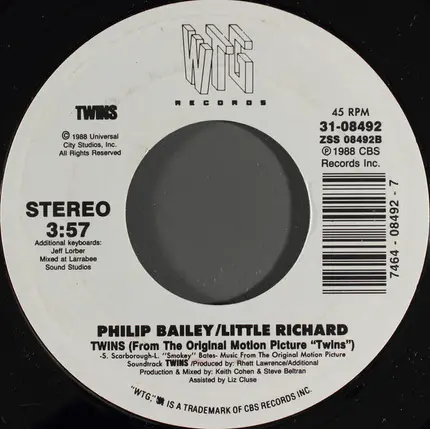 WTG
RECORDS
TWINS
© 1988 Universal
City Studios, Inc.
All Rights Reserved
45 RPM
31-08492
ZSS 08492B
℗ 1988 CBS
Records Inc.
STEREO
3:57
Additional keyboards:
Jeff Lorber
Mixed at Larrabee
Sound Studios
7464 - 08492 - 7
PHILIP BAILEY/LITTLE RICHARD
TWINS (From The Original Motion Picture "Twins")
-S. Scarborough-L. "Smokey" Bates- Music From The Original Motion Picture
Soundtrack TWINS /Produced by: Rhett Lawrence/Additional
Production & Mixed by: Keith Cohen & Steve Beltran
Assisted by Liz Cluse
"WTG," IS A TRADEMARK OF CBS RECORDS INC.